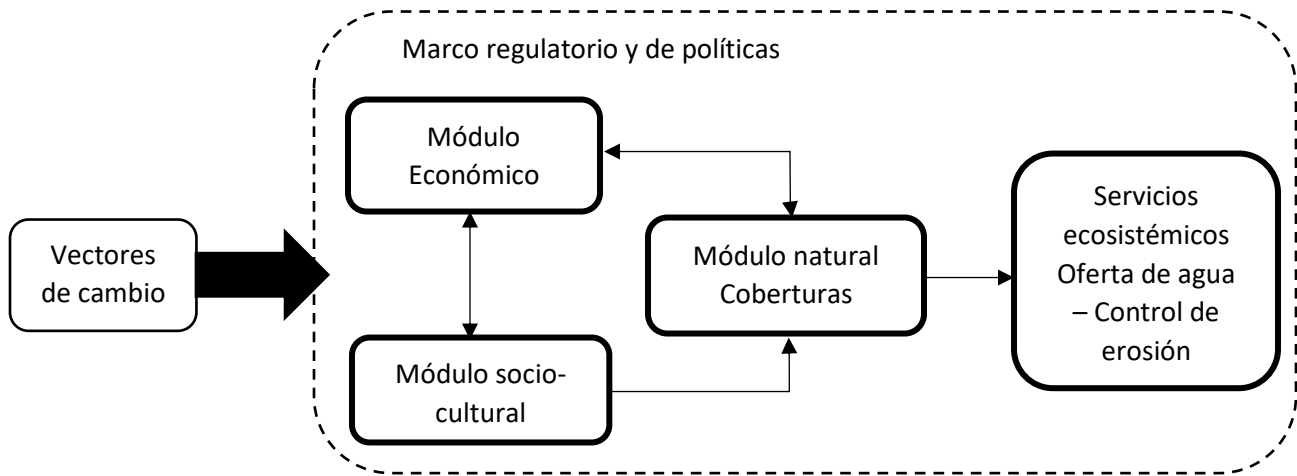 Marco regulatorio y de políticas
Módulo
Económico
Vectores
de cambio
Módulo natural
Coberturas
Módulo socio-
cultural
Servicios
ecosistémicos
Oferta de agua
– Control de
erosión